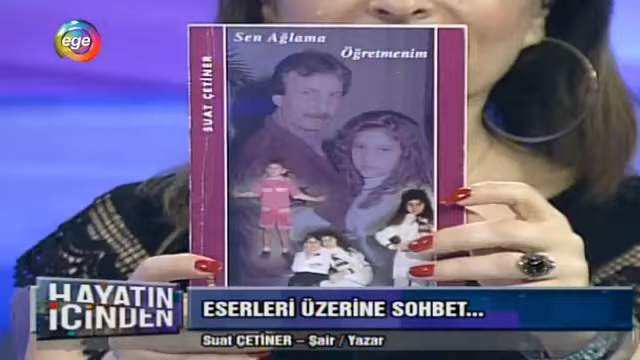 ege
Sen Ağlama
Öğretmenim
SUAT ÇETİNER
HAYATIN
İÇİNDEN
ESERLERİ ÜZERİNE SOHBET...
Suat ÇETİNER – Şair / Yazar